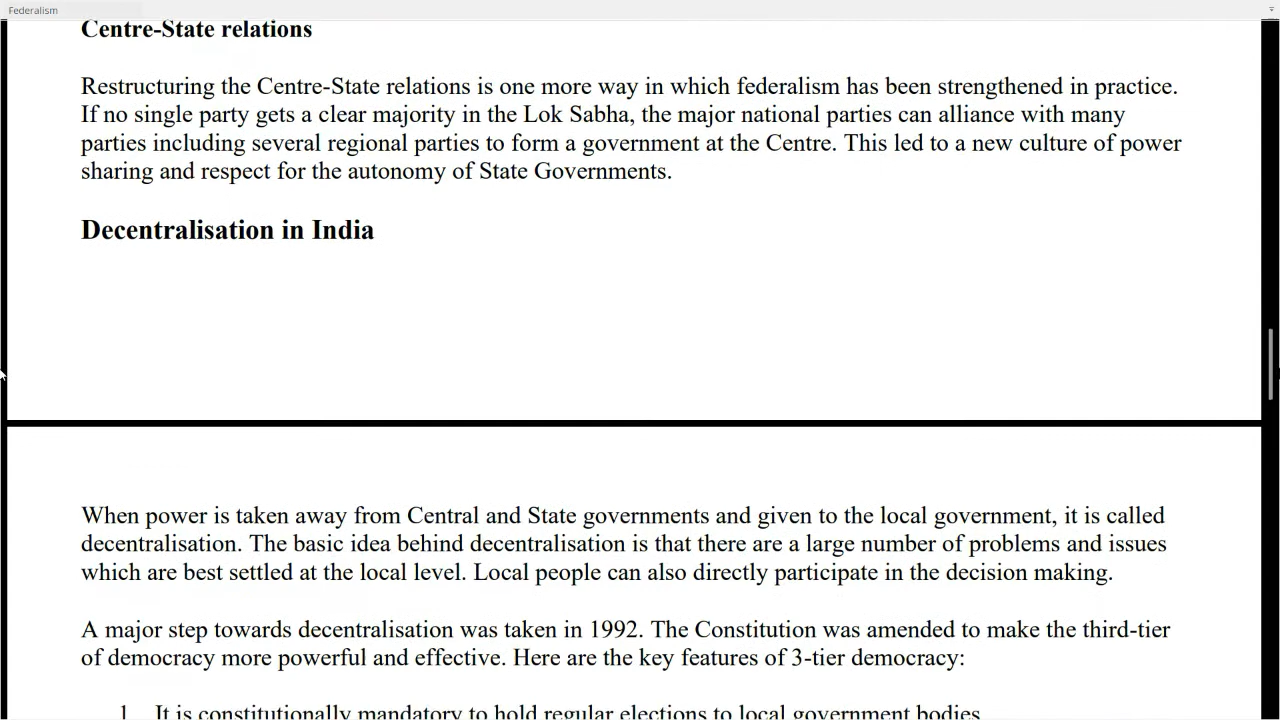 Federalism
Centre-State relations
Restructuring the Centre-State relations is one more way in which federalism has been strengthened in practice.
If no single party gets a clear majority in the Lok Sabha, the major national parties can alliance with many
parties including several regional parties to form a government at the Centre. This led to a new culture of power
sharing and respect for the autonomy of State Governments.
Decentralisation in India
When power is taken away from Central and State governments and given to the local government, it is called
decentralisation. The basic idea behind decentralisation is that there are a large number of problems and issues
which are best settled at the local level. Local people can also directly participate in the decision making.
A major step towards decentralisation was taken in 1992. The Constitution was amended to make the third-tier
of democracy more powerful and effective. Here are the key features of 3-tier democracy:
1. It is constitutionally mandatory to hold regular elections to local government bodies.